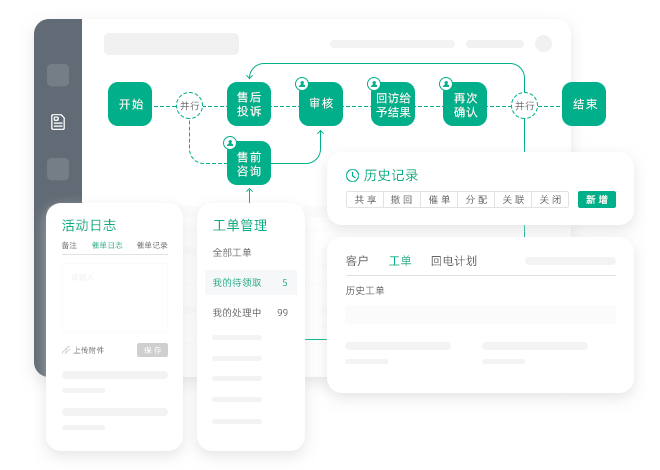 开始
并行
售后
投诉
审核
回访给
予结果
再次
确认
并行
结束
售前
咨询
历史记录
共享 撤回 催单 分配 关联 关闭 新增
活动日志
备注 催单日志 催单记录
上传附件 保存
工单管理
全部工单
我的待领取 5
我的处理中 99
客户 工单 回电计划
历史工单